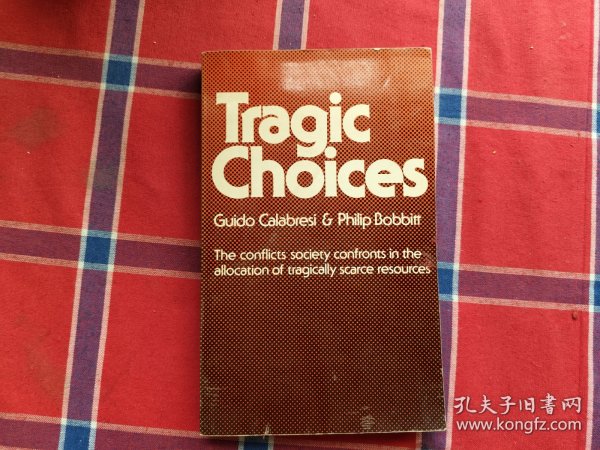 Tragic
Choices
Guido Calabresi & Philip Bobbitt
The conflicts society confronts in the
allocation of tragically scarce resources
孔夫子旧书网
www.kongfz.com